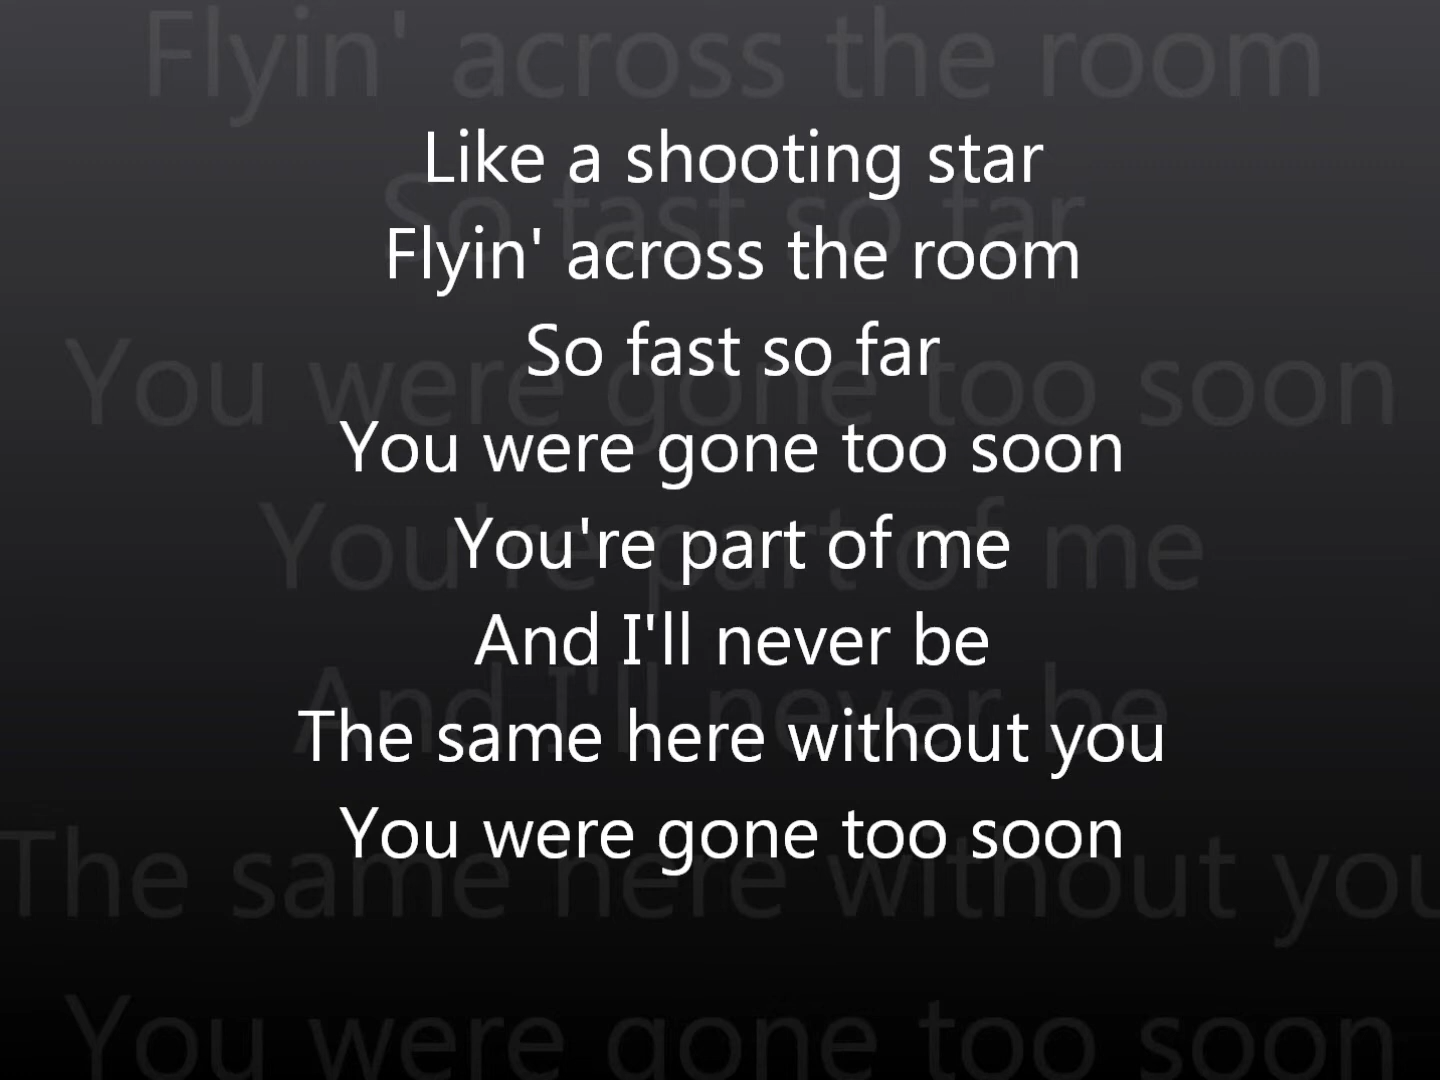 Like a shooting star
Flyin' across the room
So fast so far
You were gone too soon
You're part of me
And I'll never be
The same here without you
You were gone too soon
Flyin' across the room
So fast so far
You were gone too soon
You're part of me
And I'll never be
The same here without you
You were gone too soon